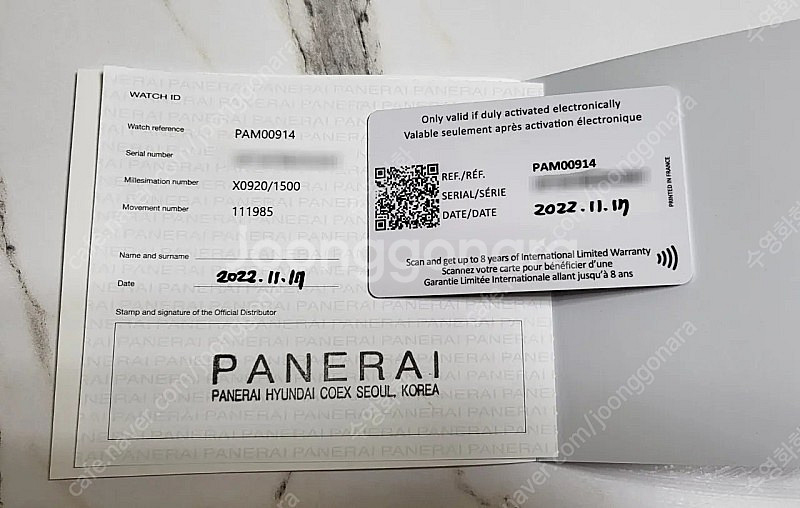 WATCH ID
Watch reference PAM00914
Serial number
Millesimation number X0920/1500
Movement number 111985
Name and surname
Date 2022.11.17
Stamp and signature of the Official Distributor
PANERAI
PANERAI HYUNDAI COEX SEOUL, KOREA
Only valid if duly activated electronically
Valable seulement après activation électronique
REF./RÉF. PAM00914
SERIAL/SÉRIE
DATE/DATE 2022.11.17
PRINTED IN FRANCE
Scan and get up to 8 years of International Limited Warranty
Scannez votre carte pour bénéficier d'une
Garantie Limitée Internationale allant jusqu'à 8 ans
Joonggonara
cafe.naver.com/joonggonara